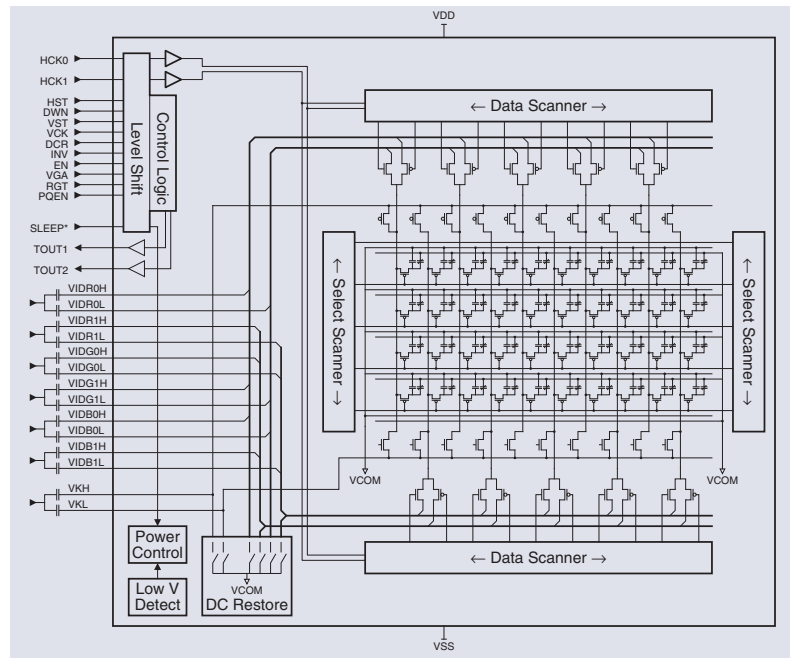 VDD
HCK0
HCK1
HST
DWN
VST
VCK
DCR
INV
EN
VGA
RGT
PQEN
SLEEP*
TOUT1
TOUT2
Level Shift
Control Logic
← Data Scanner →
← Select Scanner →
← Select Scanner →
VIDR0H
VIDR0L
VIDR1H
VIDR1L
VIDG0H
VIDG0L
VIDG1H
VIDG1L
VIDB0H
VIDB0L
VIDB1H
VIDB1L
VKH
VKL
VCOM
VCOM
Power
Control
Low V
Detect
VCOM
DC Restore
← Data Scanner →
VSS